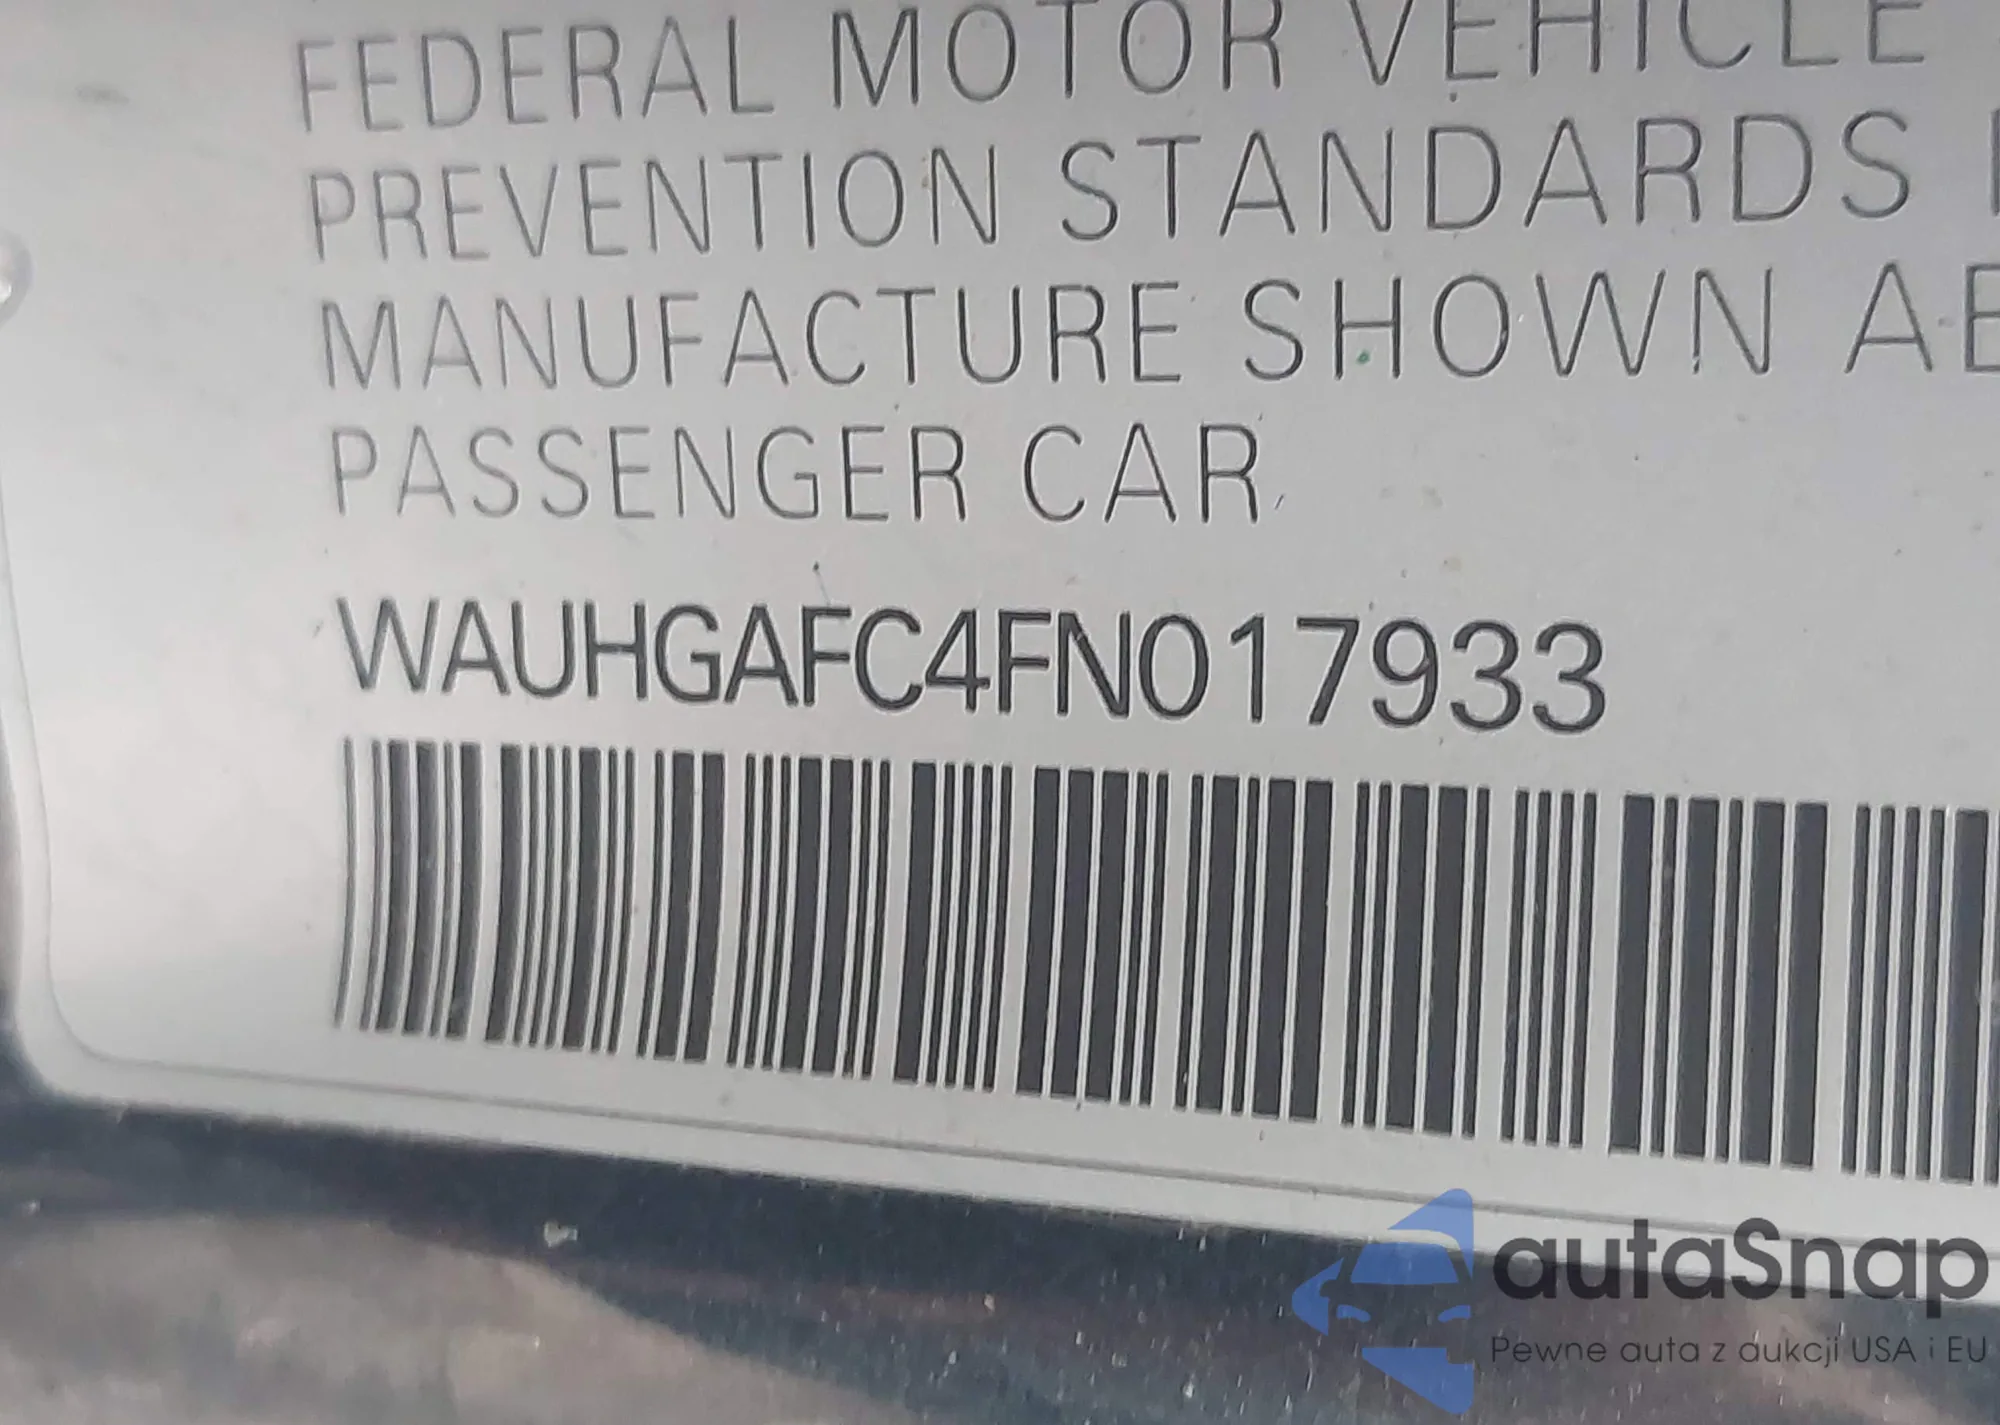 FEDERAL MOTOR VEHICLE
PREVENTION STANDARDS
MANUFACTURE SHOWN
PASSENGER CAR.
WAUHGAFC4FN017933
autaSnap
Pewne auta z aukcji USA i EU